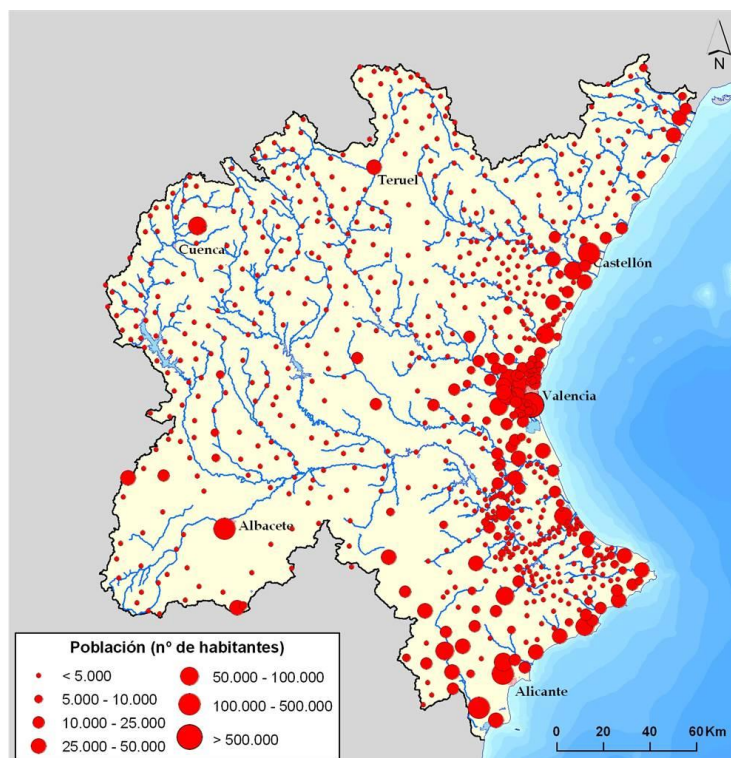 N
Teruel
Cuenca
Castellón
Valencia
Albacete
Alicante
Población (nº de habitantes)
< 5.000
5.000 - 10.000
10.000 - 25.000
25.000 - 50.000
50.000 - 100.000
100.000 - 500.000
> 500.000
0 20 40 60 Km